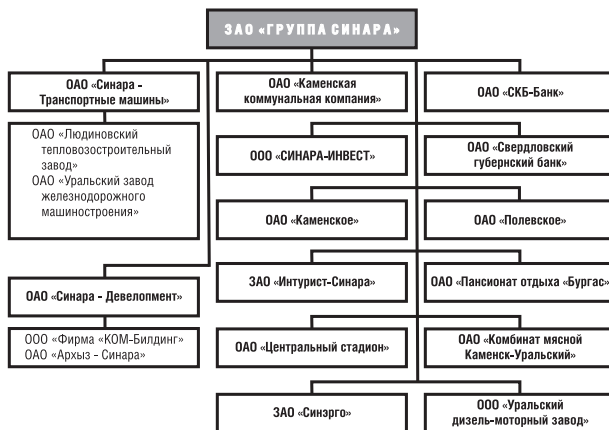 ЗАО «ГРУППА СИНАРА»
ОАО «Синара -
Транспортные машины»
ОАО «Людиновский
тепловозостроительный
завод»
ОАО «Уральский завод
железнодорожного
машиностроения»
ОАО «Синара - Девелопмент»
ООО «Фирма «КОМ-Билдинг»
ОАО «Архыз - Синара»
ОАО «Каменская
коммунальная компания»
ООО «СИНАРА-ИНВЕСТ»
ОАО «Каменское»
ЗАО «Интурист-Синара»
ОАО «Центральный стадион»
ЗАО «Синэрго»
ОАО «СКБ-Банк»
ОАО «Свердловский
губернский банк»
ОАО «Полевское»
ОАО «Пансионат отдыха «Бургас»
ОАО «Комбинат мясной
Каменск-Уральский»
ООО «Уральский
дизель-моторный завод»